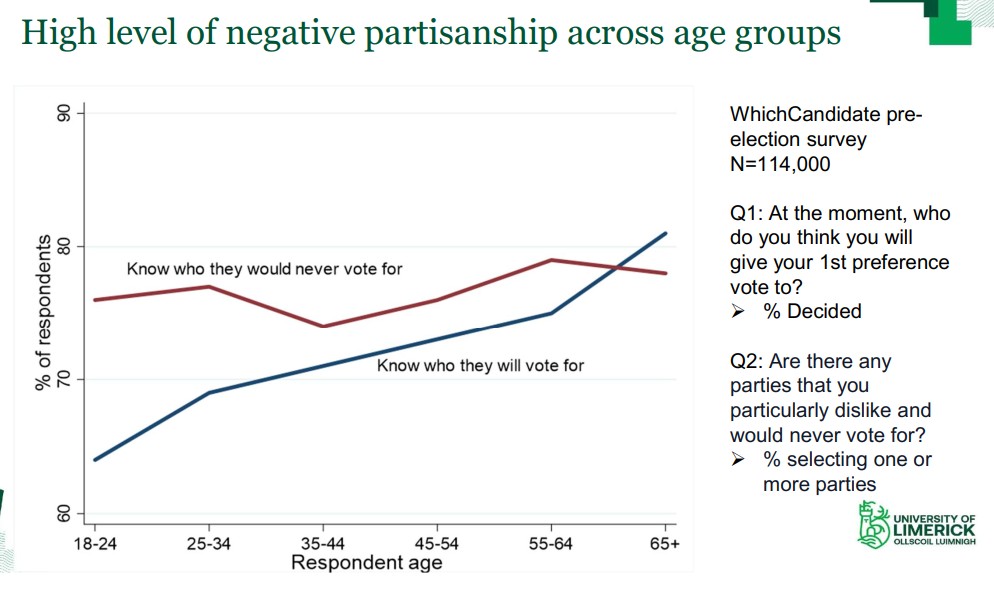 High level of negative partisanship across age groups
90
80
70
60
% of respondents
Know who they would never vote for
Know who they will vote for
18-24 25-34 35-44 45-54 55-64 65+
Respondent age
WhichCandidate pre-
election survey
N=114,000
Q1: At the moment, who
do you think you will
give your 1st preference
vote to?
➢ % Decided
Q2: Are there any
parties that you
particularly dislike and
would never vote for?
➢ % selecting one or
more parties
UNIVERSITY OF
LIMERICK
OLLSCOIL LUIMNIGH